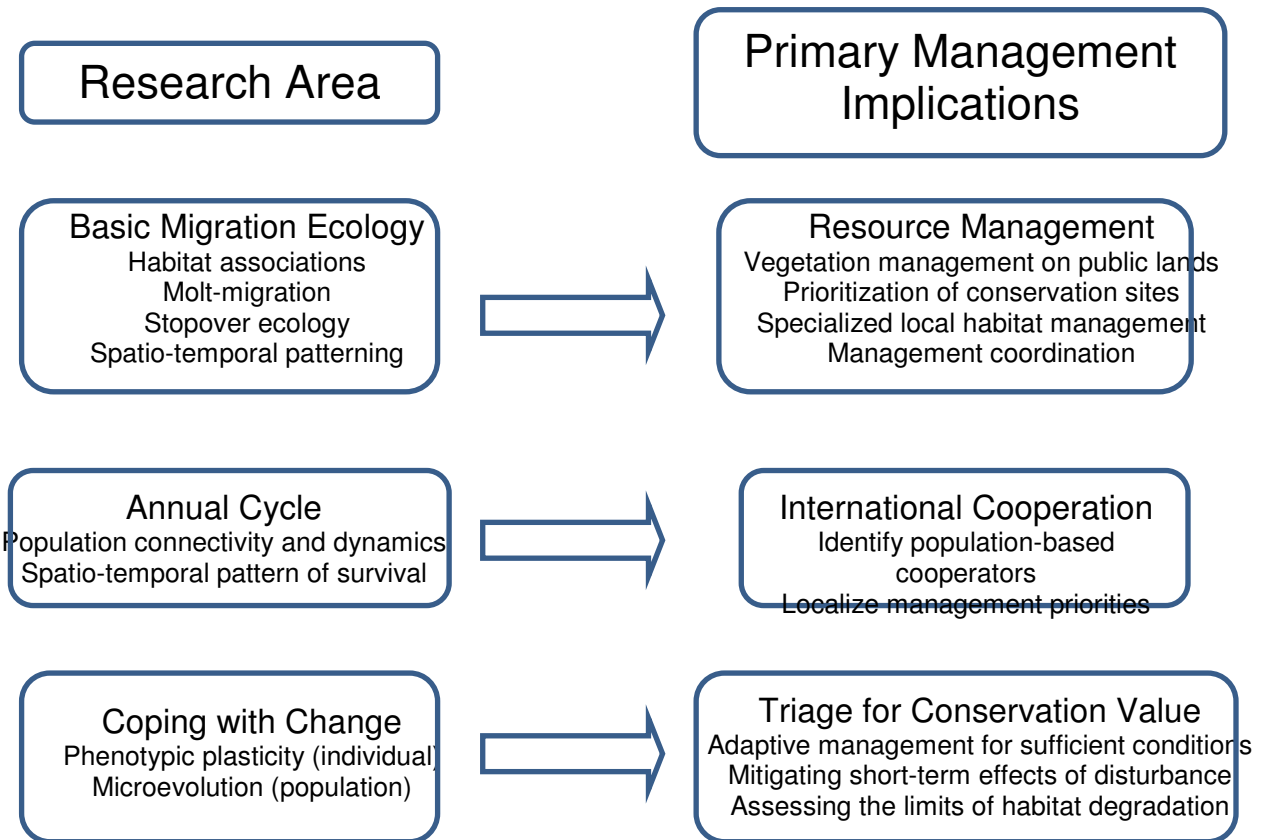 Research Area
Primary Management
Implications
Basic Migration Ecology
Habitat associations
Molt-migration
Stopover ecology
Spatio-temporal patterning
Resource Management
Vegetation management on public lands
Prioritization of conservation sites
Specialized local habitat management
Management coordination
Annual Cycle
Population connectivity and dynamics
Spatio-temporal pattern of survival
International Cooperation
Identify population-based
cooperators
Localize management priorities
Coping with Change
Phenotypic plasticity (individual)
Microevolution (population)
Triage for Conservation Value
Adaptive management for sufficient conditions
Mitigating short-term effects of disturbance
Assessing the limits of habitat degradation